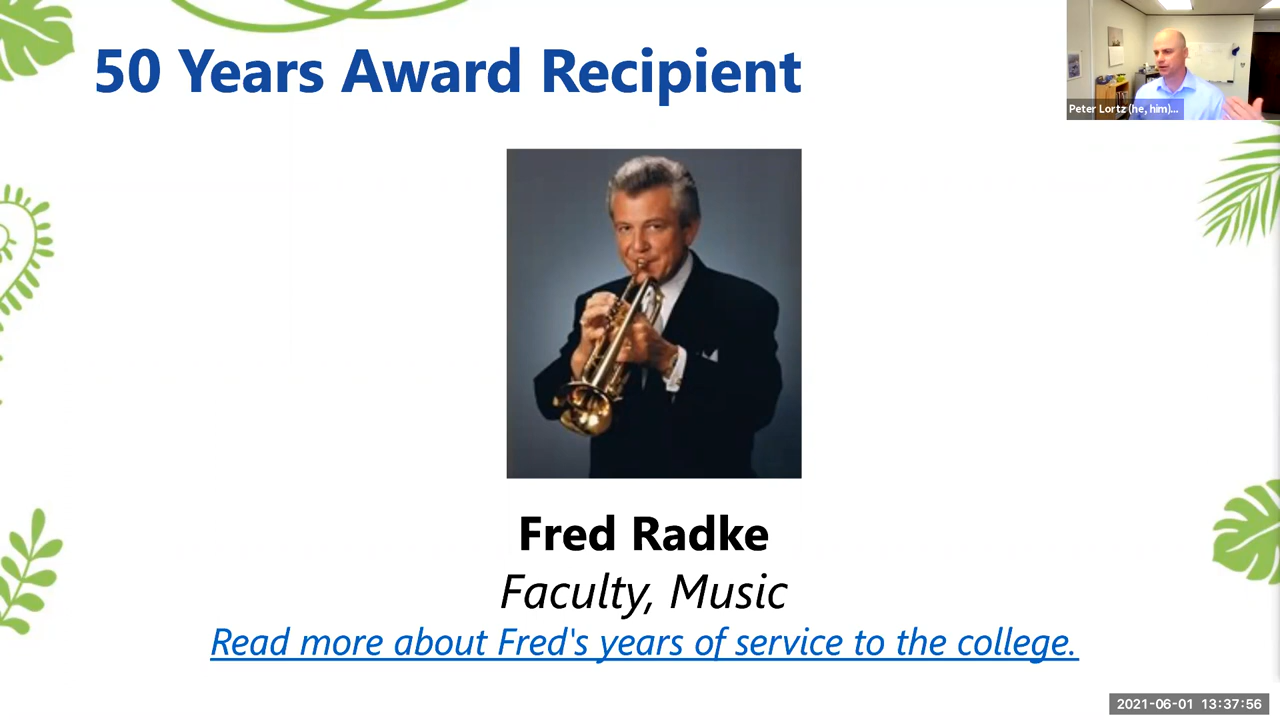 50 Years Award Recipient
Peter Lortz (he, him)...
Fred Radke
Faculty, Music
Read more about Fred's years of service to the college.
2021-06-01 13:37:56